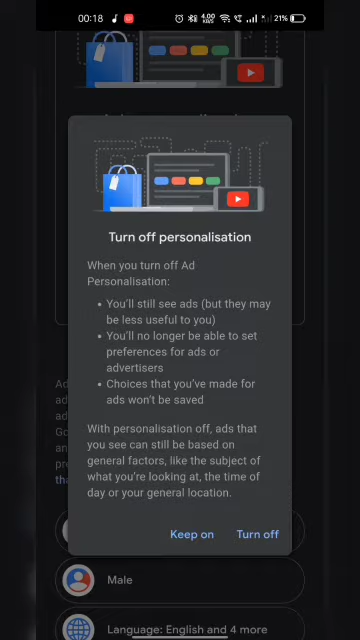 00:18
4.00
21%
Turn off personalisation
When you turn off Ad
Personalisation:
• You'll still see ads (but they may
be less useful to you)
• You'll no longer be able to set
preferences for ads or
advertisers
• Choices that you've made for
ads won't be saved
With personalisation off, ads that
you see can still be based on
general factors, like the subject of
what you're looking at, the time of
day or your general location.
Keep on
Turn off
Male
Language: English and 4 more